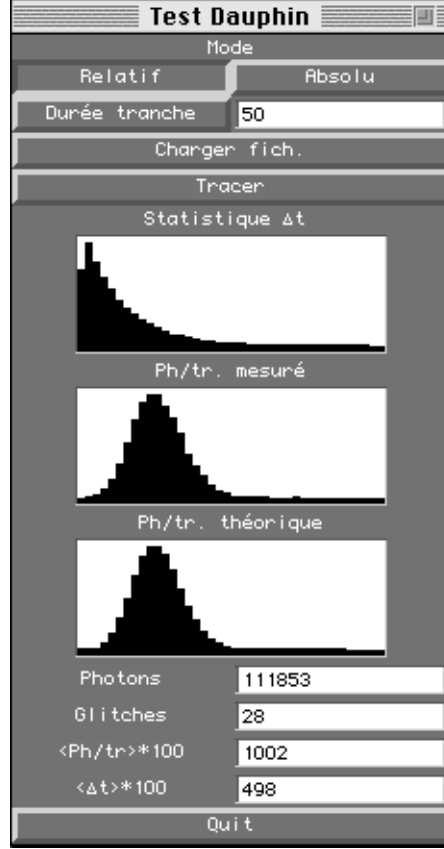 Test Dauphin
Mode
Relatif Absolu
Durée tranche 50
Charger fich.
Tracer
Statistique Δt
Ph/tr. mesuré
Ph/tr. théorique
Photons 111853
Glitches 28
<Ph/tr>*100 1002
<Δt>*100 498
Quit